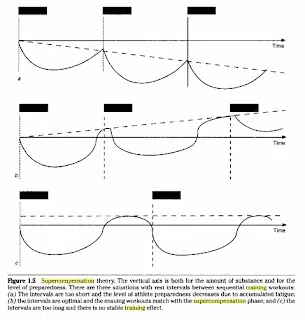 Time
a
Time
b
Time
c
Figure 1.5 Supercompensation theory. The vertical axis is both for the amount of substance and for the
level of preparedness. There are three situations with rest intervals between sequential training workouts:
(a) The intervals are too short and the level of athlete preparedness decreases due to accumulated fatigue;
(b) the intervals are optimal and the ensuing workouts match with the supercompensation phase; and (c) the
intervals are too long and there is no stable training effect.